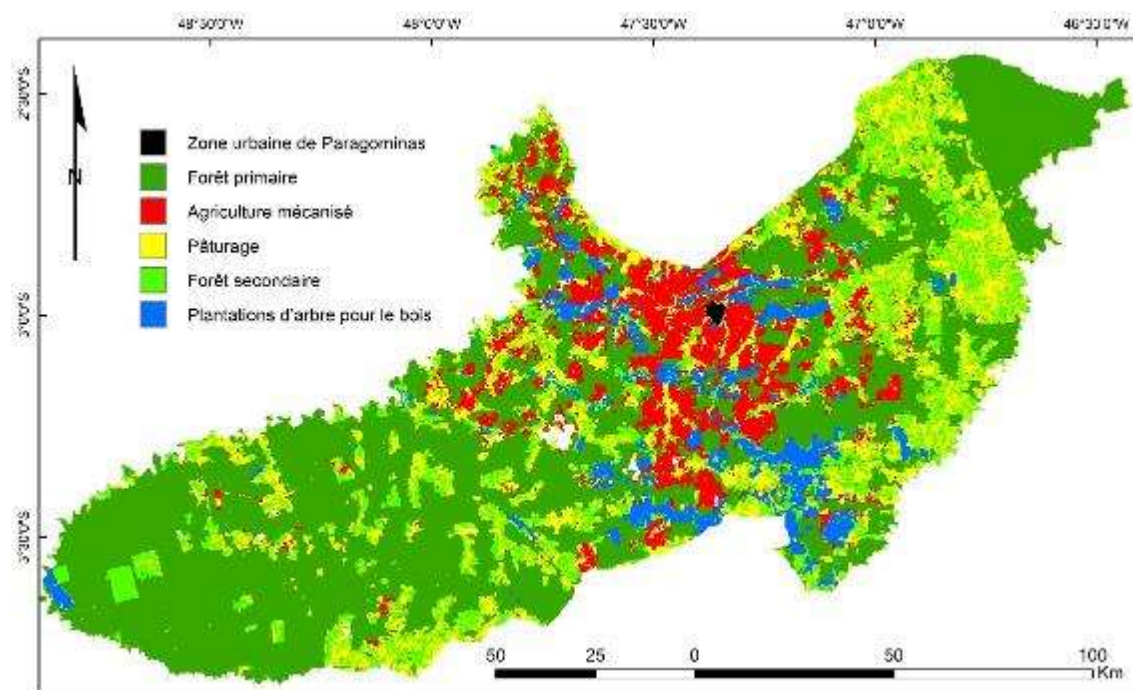 48°30'0"W 48°0'0"W 47°30'0"W 47°0'0"W 46°30'0"W
2°30'0"S
3°0'0"S
3°30'0"S
N
Zone urbaine de Paragominas
Forêt primaire
Agriculture mécanisé
Pâturage
Forêt secondaire
Plantations d'arbre pour le bois
50 25 0 50 100
Km